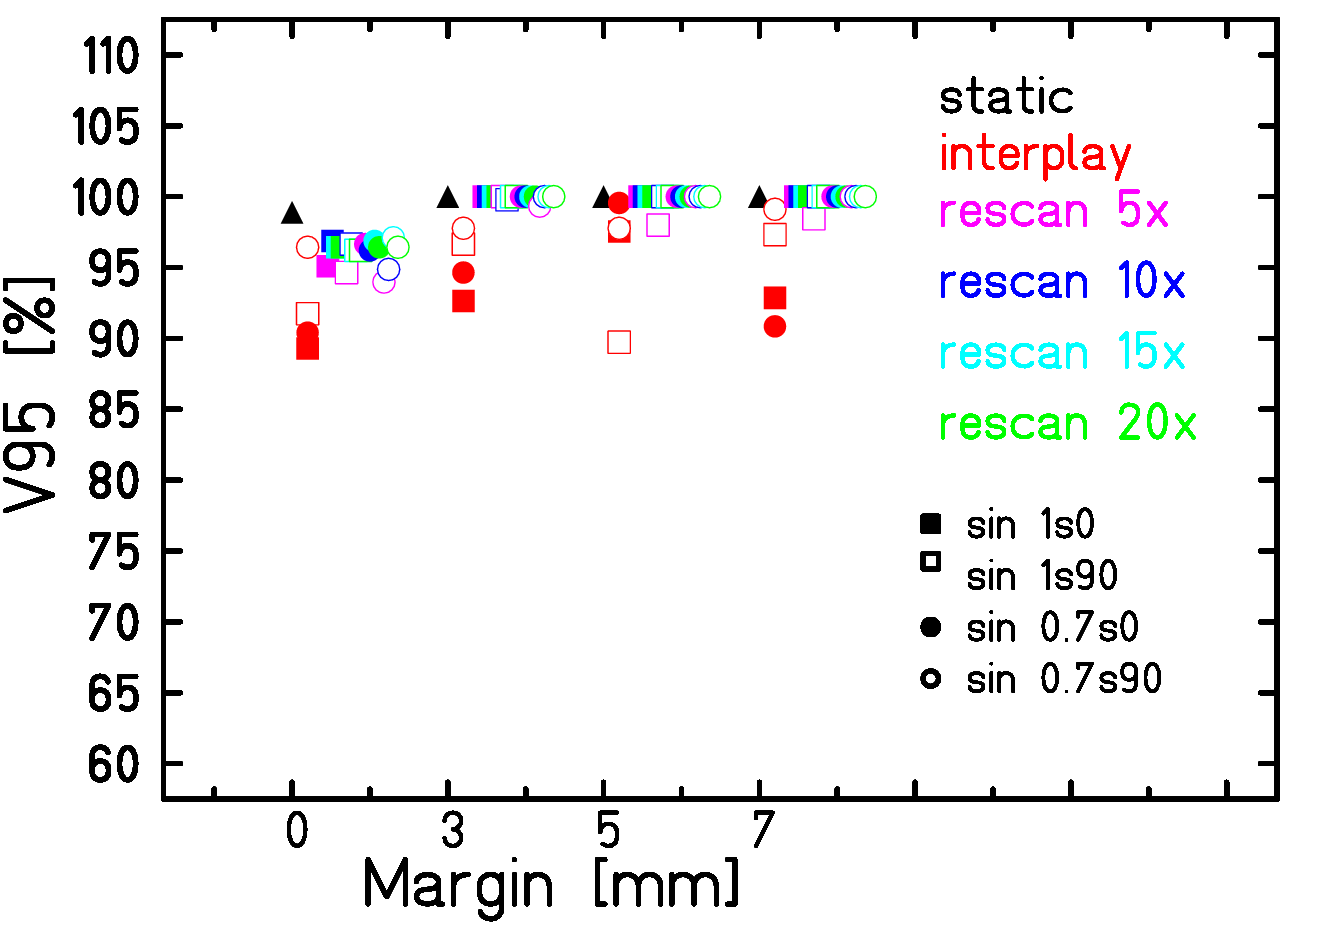 110
105
100
95
90
85
80
75
70
65
60
V95 [%]
0 3 5 7
Margin [mm]
static
interplay
rescan 5x
rescan 10x
rescan 15x
rescan 20x
sin 1s0
sin 1s90
sin 0.7s0
sin 0.7s90